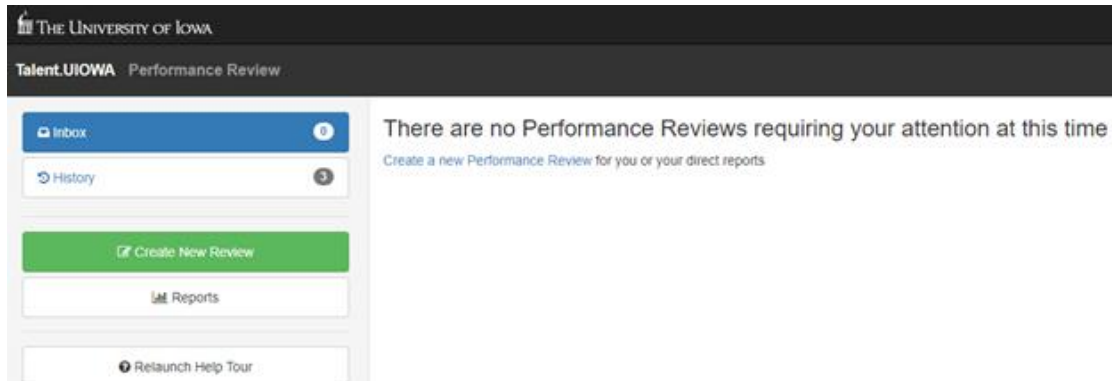 THE UNIVERSITY OF IOWA
Talent.UIOWA Performance Review
Inbox 0
History 3
Create New Review
Reports
Relaunch Help Tour
There are no Performance Reviews requiring your attention at this time
Create a new Performance Review for you or your direct reports